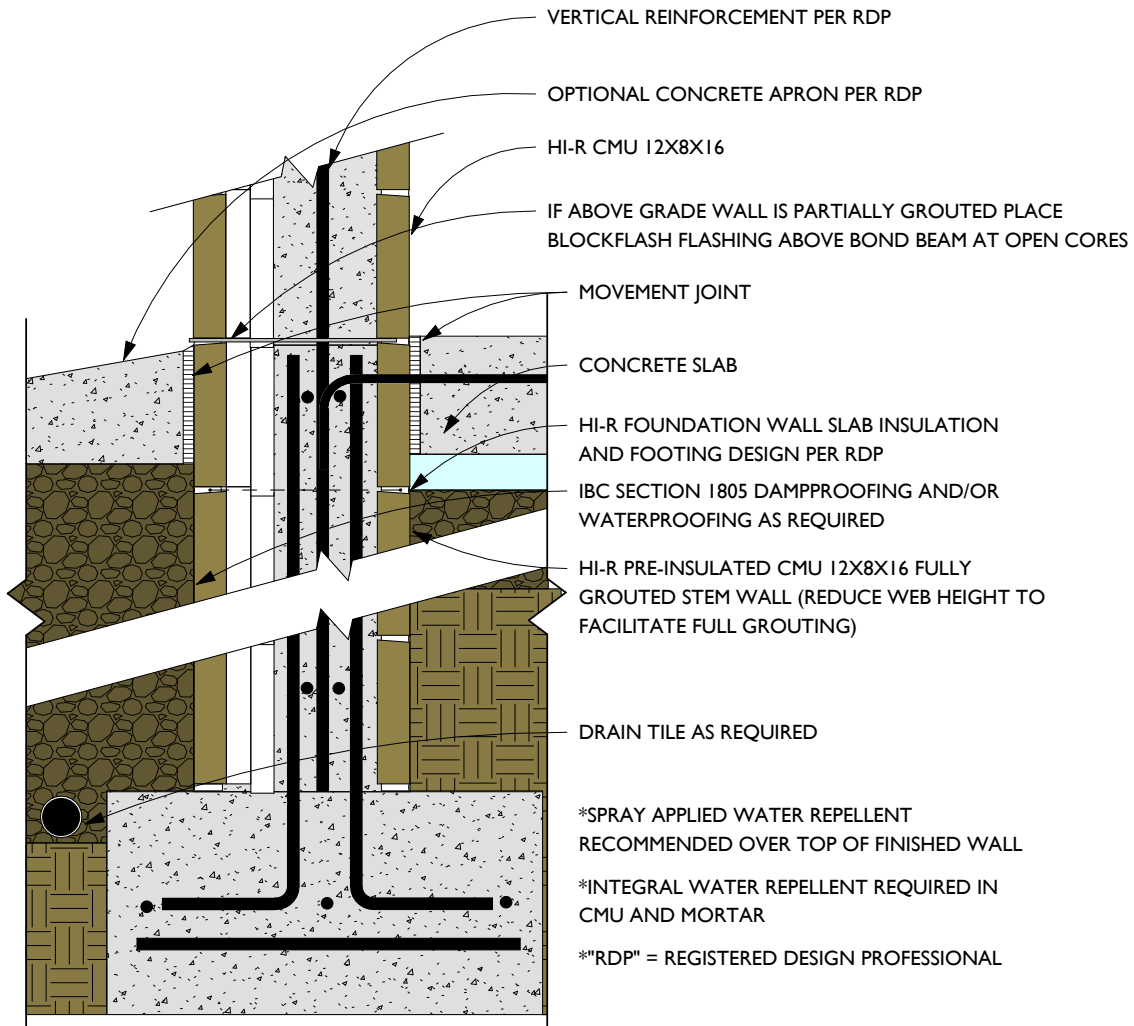 VERTICAL REINFORCEMENT PER RDP
OPTIONAL CONCRETE APRON PER RDP
HI-R CMU 12X8X16
IF ABOVE GRADE WALL IS PARTIALLY GROUTED PLACE
BLOCKFLASH FLASHING ABOVE BOND BEAM AT OPEN CORES
MOVEMENT JOINT
CONCRETE SLAB
HI-R FOUNDATION WALL SLAB INSULATION
AND FOOTING DESIGN PER RDP
IBC SECTION 1805 DAMPPROOFING AND/OR
WATERPROOFING AS REQUIRED
HI-R PRE-INSULATED CMU 12X8X16 FULLY
GROUTED STEM WALL (REDUCE WEB HEIGHT TO
FACILITATE FULL GROUTING)
DRAIN TILE AS REQUIRED
*SPRAY APPLIED WATER REPELLENT
RECOMMENDED OVER TOP OF FINISHED WALL
*INTEGRAL WATER REPELLENT REQUIRED IN
CMU AND MORTAR
*"RDP" = REGISTERED DESIGN PROFESSIONAL